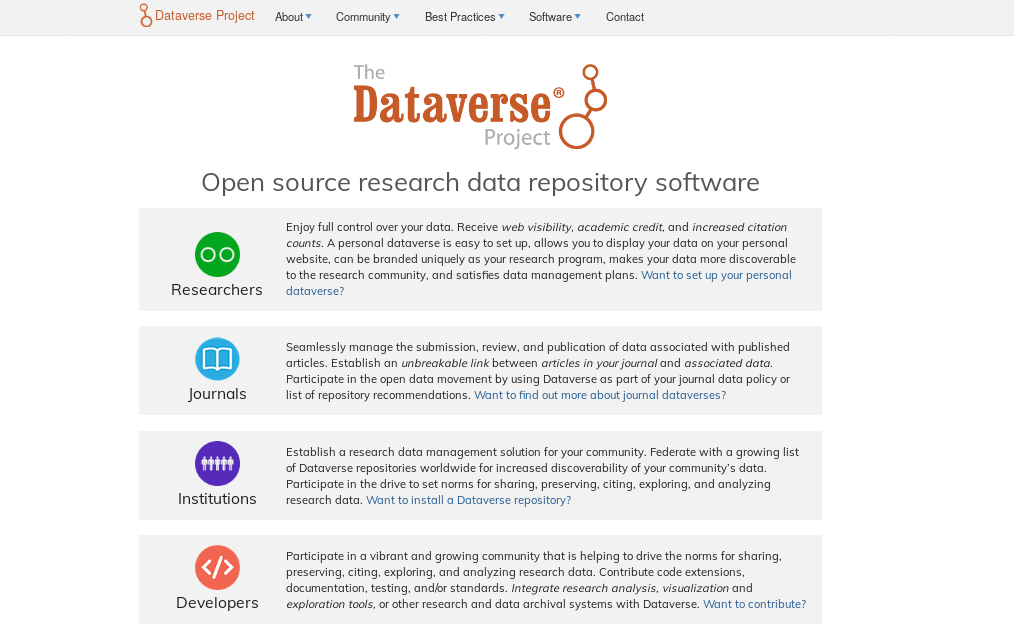 Dataverse Project About Community Best Practices Software Contact
The
Dataverse®
Project
Open source research data repository software
Enjoy full control over your data. Receive web visibility, academic credit, and increased citation
counts. A personal dataverse is easy to set up, allows you to display your data on your personal
website, can be branded uniquely as your research program, makes your data more discoverable
to the research community, and satisfies data management plans. Want to set up your personal
dataverse?
Researchers
Seamlessly manage the submission, review, and publication of data associated with published
articles. Establish an unbreakable link between articles in your journal and associated data.
Participate in the open data movement by using Dataverse as part of your journal data policy or
list of repository recommendations. Want to find out more about journal dataverses?
Journals
Establish a research data management solution for your community. Federate with a growing list
of Dataverse repositories worldwide for increased discoverability of your community's data.
Participate in the drive to set norms for sharing, preserving, citing, exploring, and analyzing
research data. Want to install a Dataverse repository?
Institutions
Participate in a vibrant and growing community that is helping to drive the norms for sharing,
preserving, citing, exploring, and analyzing research data. Contribute code extensions,
documentation, testing, and/or standards. Integrate research analysis, visualization and
exploration tools, or other research and data archival systems with Dataverse. Want to contribute?
Developers